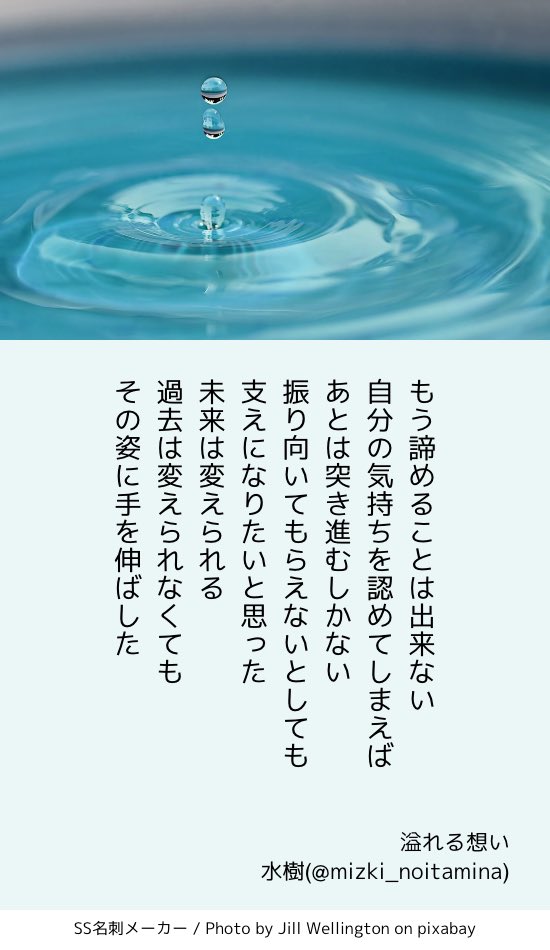 もう諦めることは出来ない
自分の気持ちを認めてしまえば
あとは突き進むしかない
振り向いてもらえないとしても
支えになりたいと思った
未来は変えられる
過去は変えられなくても
その姿に手を伸ばした
溢れる想い
水樹(@mizki_noitamina)
SS名刺メーカー / Photo by Jill Wellington on pixabay